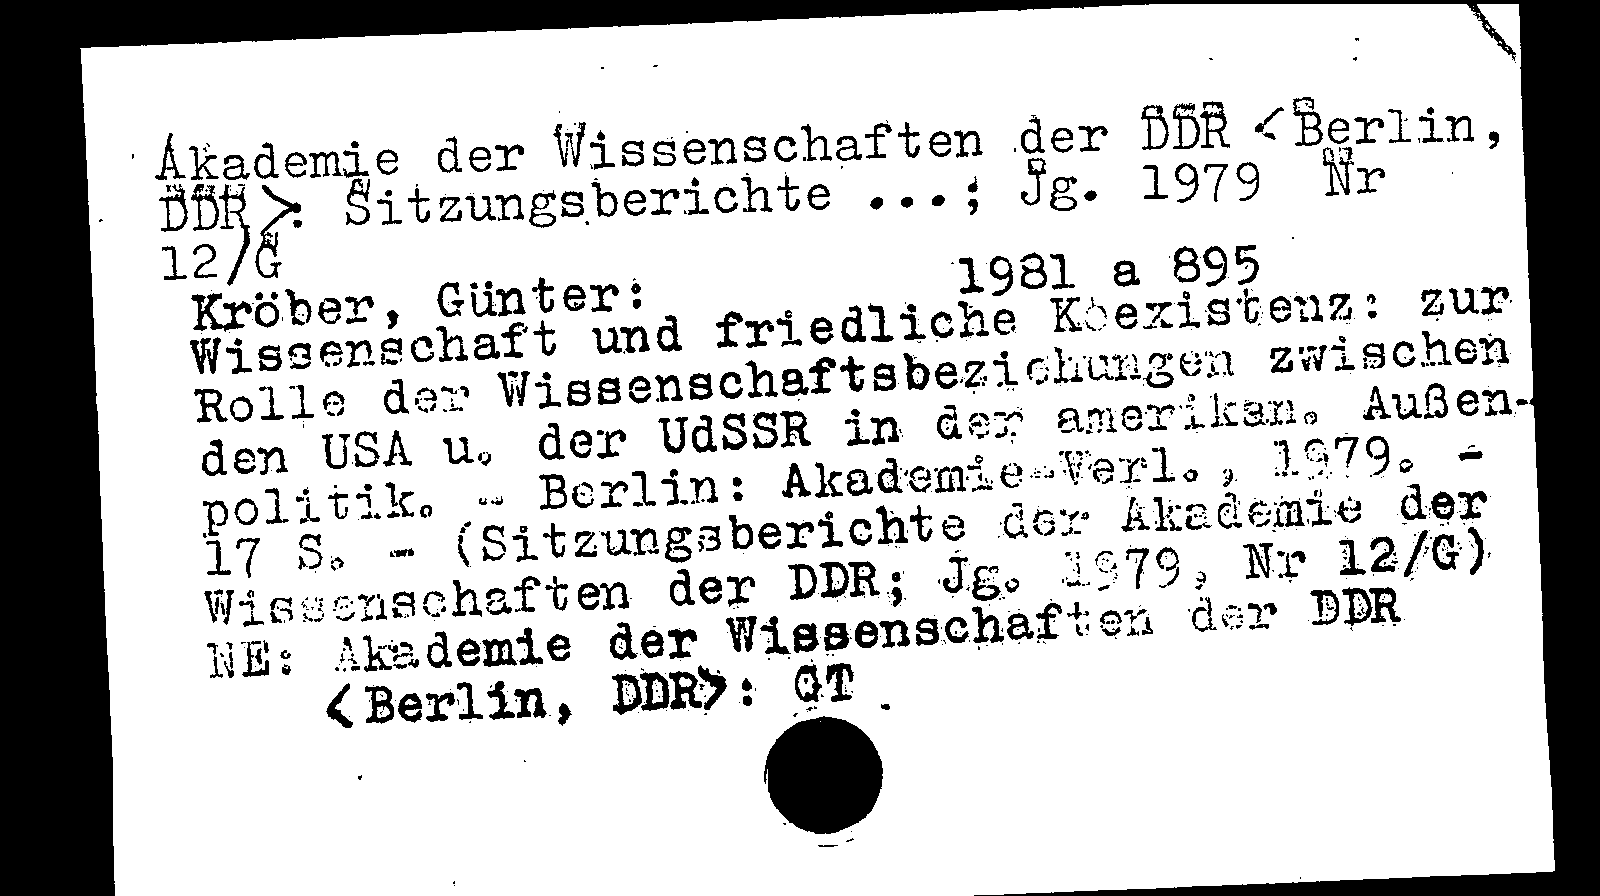 Akademie der Wissenschaften der DDR <Berlin,
DDR>: Sitzungsberichte ...; Jg. 1979 Nr
12/G
1981 a 895
Kröber, Günter:
Wissenschaft und friedliche Koexistenz: zur
Rolle der Wissenschaftsbeziehungen zwischen
den USA u. der UdSSR in der amerikan. Außen-
politik. - Berlin: Akademie-Verl., 1979. -
17 S. - (Sitzungsberichte der Akademie der
Wissenschaften der DDR; Jg. 1979, Nr 12/G)
NE: Akademie der Wissenschaften der DDR
<Berlin, DDR>: GT